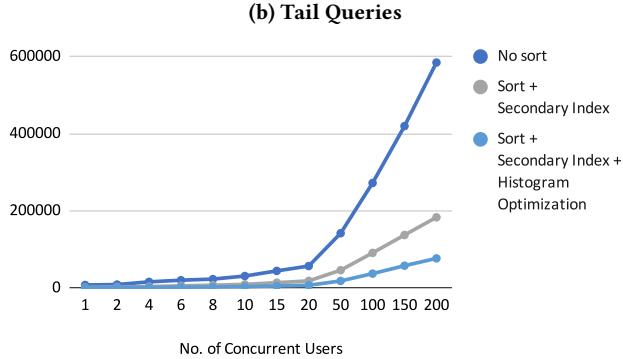 (b) Tail Queries
600000
400000
200000
0
1 2 4 6 8 10 15 20 50 100 150 200
No. of Concurrent Users
No sort
Sort +
Secondary Index
Sort +
Secondary Index +
Histogram
Optimization